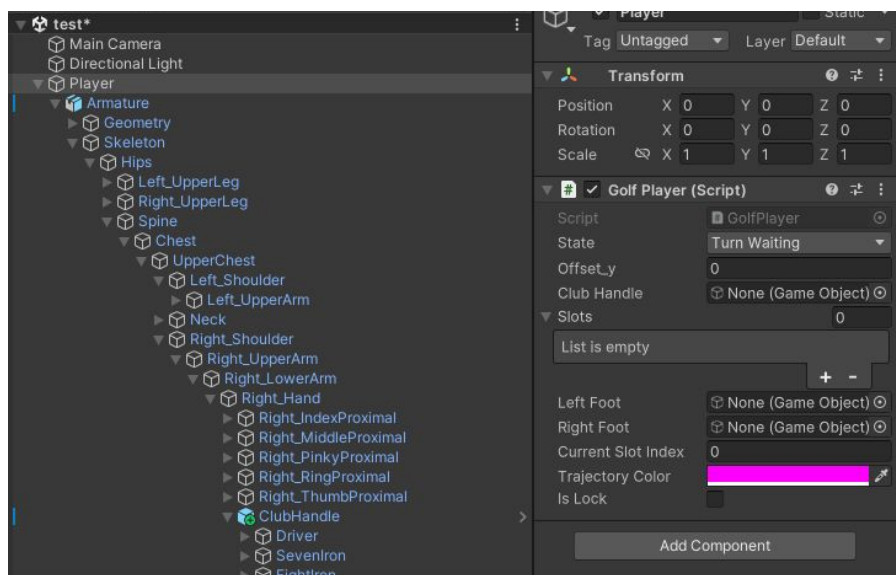 test*
Main Camera
Directional Light
Player
Armature
Geometry
Skeleton
Hips
Left_UpperLeg
Right_UpperLeg
Spine
Chest
UpperChest
Left_Shoulder
Left_UpperArm
Neck
Right_Shoulder
Right_UpperArm
Right_LowerArm
Right_Hand
Right_IndexProximal
Right_MiddleProximal
Right_PinkyProximal
Right_RingProximal
Right_ThumbProximal
ClubHandle
Driver
SevenIron
EightIron
Player Static
Tag Untagged Layer Default
Transform
Position X 0 Y 0 Z 0
Rotation X 0 Y 0 Z 0
Scale X 1 Y 1 Z 1
# Golf Player (Script)
Script GolfPlayer
State Turn Waiting
Offset_y 0
Club Handle None (Game Object)
Slots 0
List is empty
+ -
Left Foot None (Game Object)
Right Foot None (Game Object)
Current Slot Index 0
Trajectory Color
Is Lock
Add Component